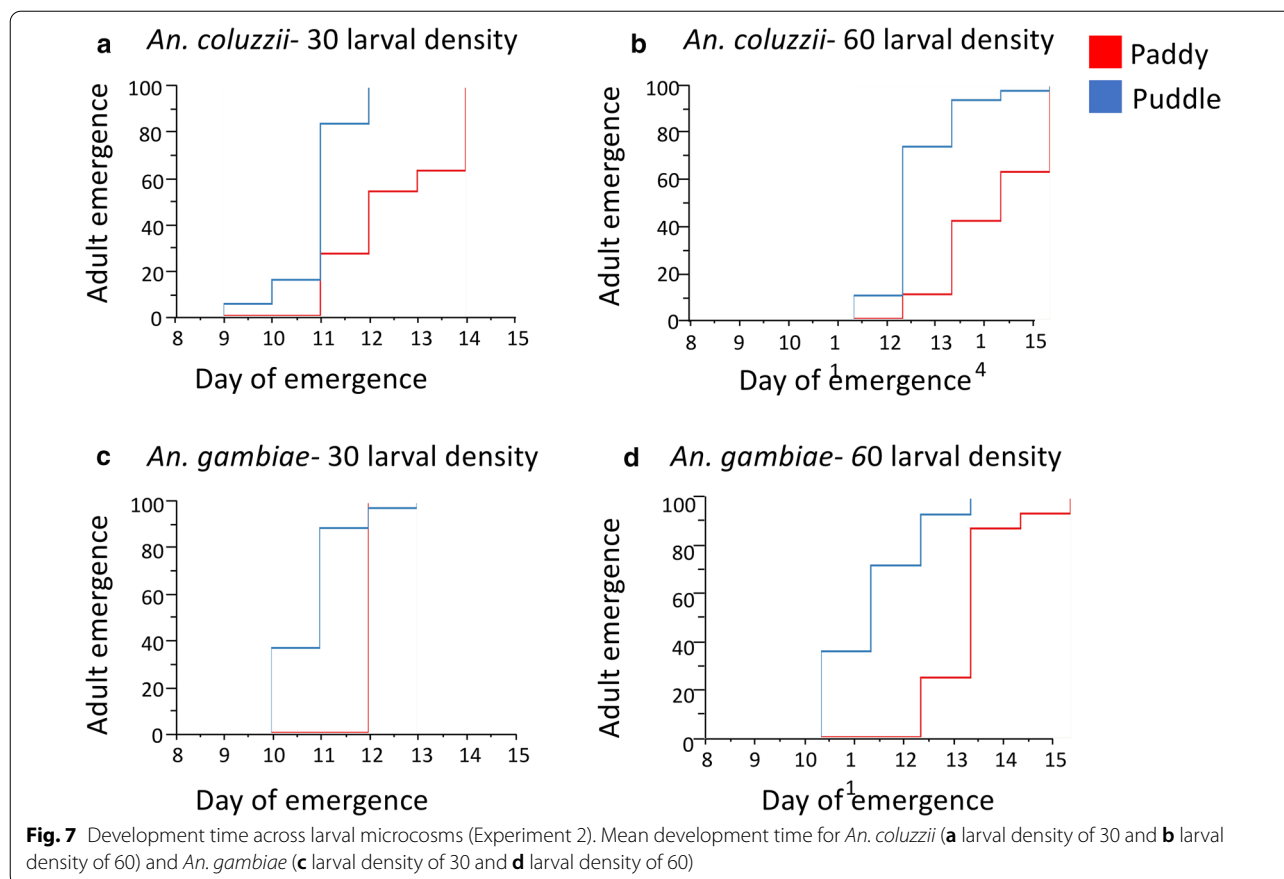 a An. coluzzii- 30 larval density
Adult emergence
100
80
60
40
20
0
8 9 10 11 12 13 14 15
Day of emergence
b An. coluzzii- 60 larval density
Paddy
Puddle
Adult emergence
100
80
60
40
20
0
8 9 10 1 12 13 1 15
1 4
Day of emergence
c An. gambiae- 30 larval density
Adult emergence
100
80
60
40
20
0
8 9 10 11 12 13 14 15
Day of emergence
d An. gambiae- 60 larval density
Adult emergence
100
80
60
40
20
0
8 9 10 1 12 13 15
1
Day of emergence
Fig. 7 Development time across larval microcosms (Experiment 2). Mean development time for An. coluzzii (a larval density of 30 and b larval
density of 60) and An. gambiae (c larval density of 30 and d larval density of 60)